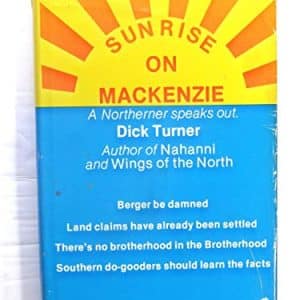 SUNRISE
ON
MACKENZIE
A Northerner speaks out.
Dick Turner
Author of Nahanni
and Wings of the North
Berger be damned
Land claims have already been settled
There's no brotherhood in the Brotherhood
Southern do-gooders should learn the facts